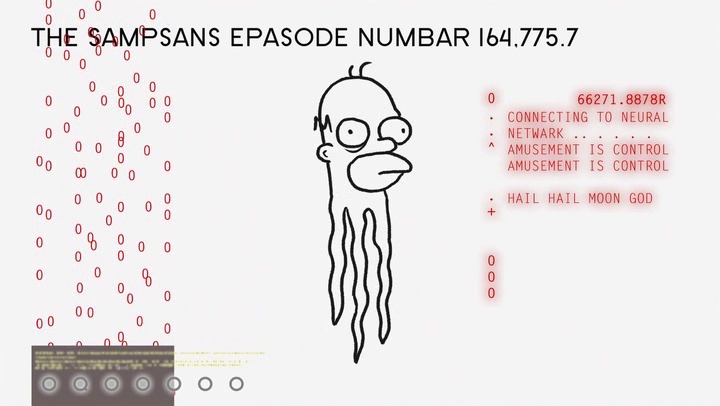 THE SAMPSANS EPASODE NUMBAR 164,775.7
0 66271.8878R
. CONNECTING TO NEURAL
. NETWARK .. . . . .
^ AMUSEMENT IS CONTROL
AMUSEMENT IS CONTROL
. HAIL HAIL MOON GOD
+
0
0
0